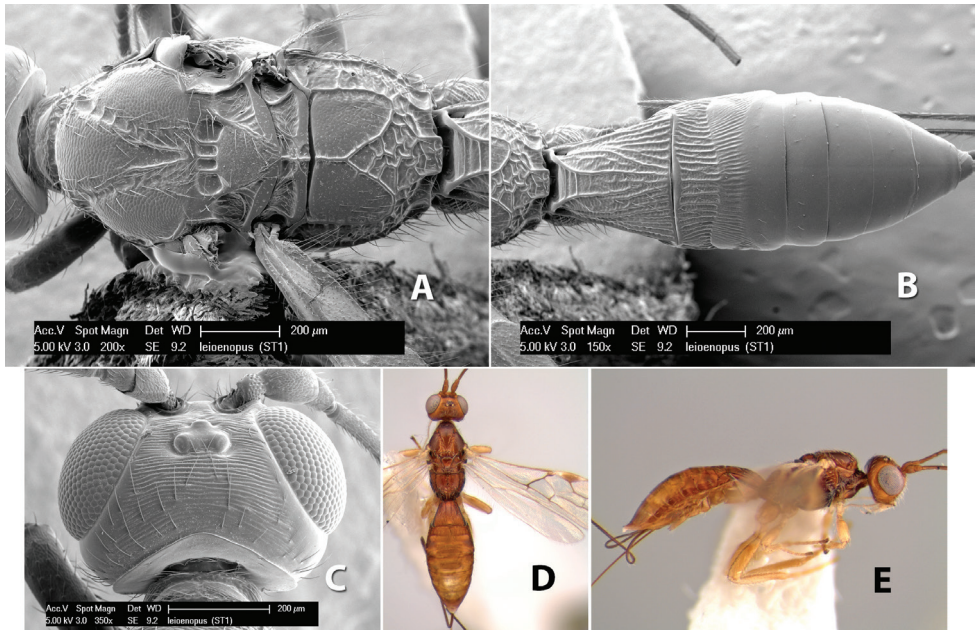 A
Acc.V Spot Magn Det WD 200 µm
5.00 kV 3.0 200x SE 9.2 leioenopus (ST1)
B
Acc.V Spot Magn Det WD 200 µm
5.00 kV 3.0 150x SE 9.2 leioenopus (ST1)
C
Acc.V Spot Magn Det WD 200 µm
5.00 kV 3.0 350x SE 9.2 leioenopus (ST1)
D
E